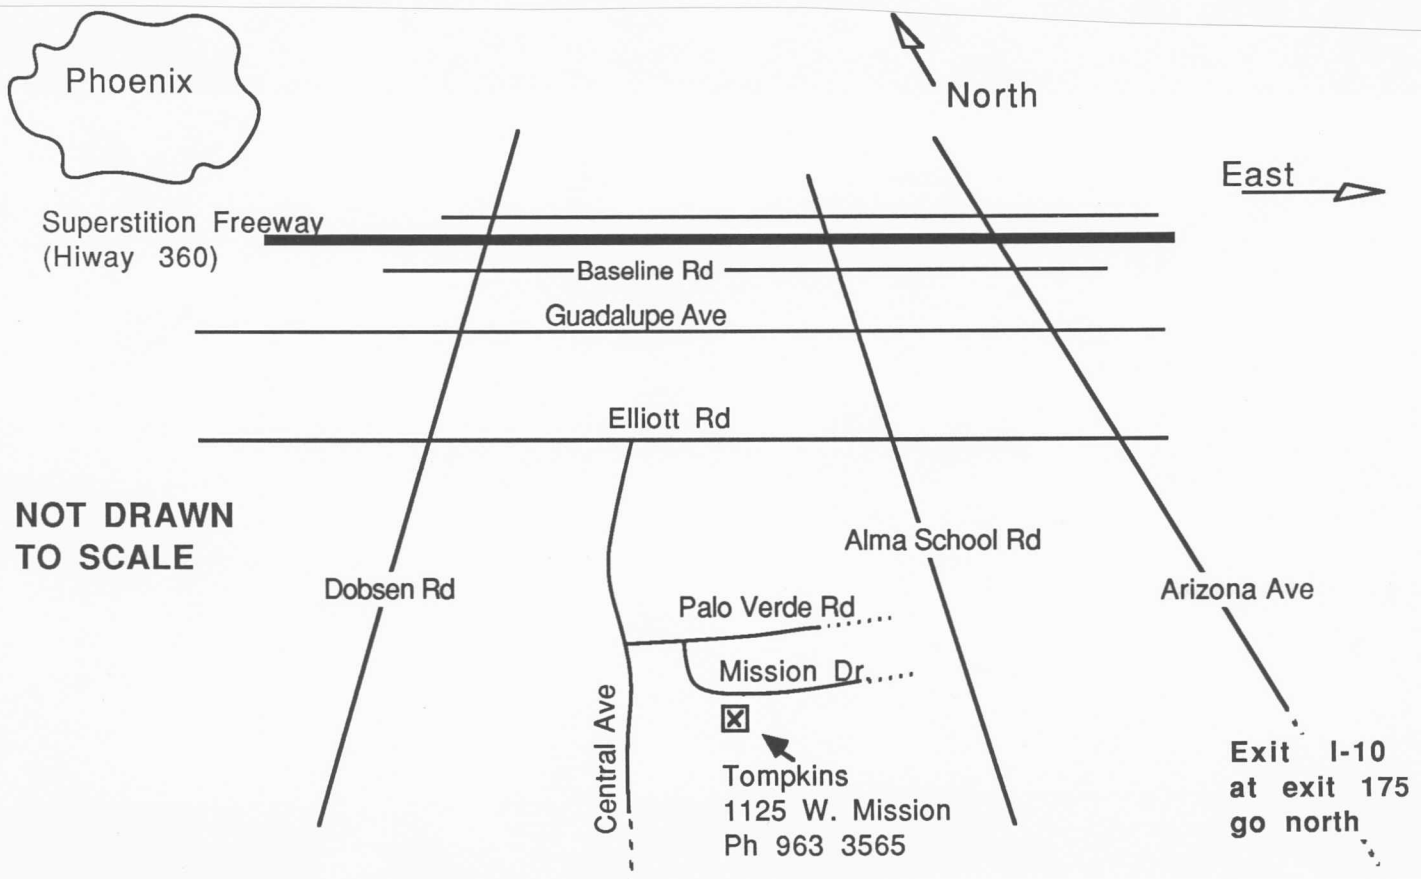 Phoenix
North
East
Superstition Freeway
(Hiway 360)
Baseline Rd
Guadalupe Ave
Elliott Rd
NOT DRAWN
TO SCALE
Alma School Rd
Dobsen Rd
Arizona Ave
Palo Verde Rd
Mission Dr
Central Ave
Tompkins
1125 W. Mission
Ph 963 3565
Exit I-10
at exit 175
go north